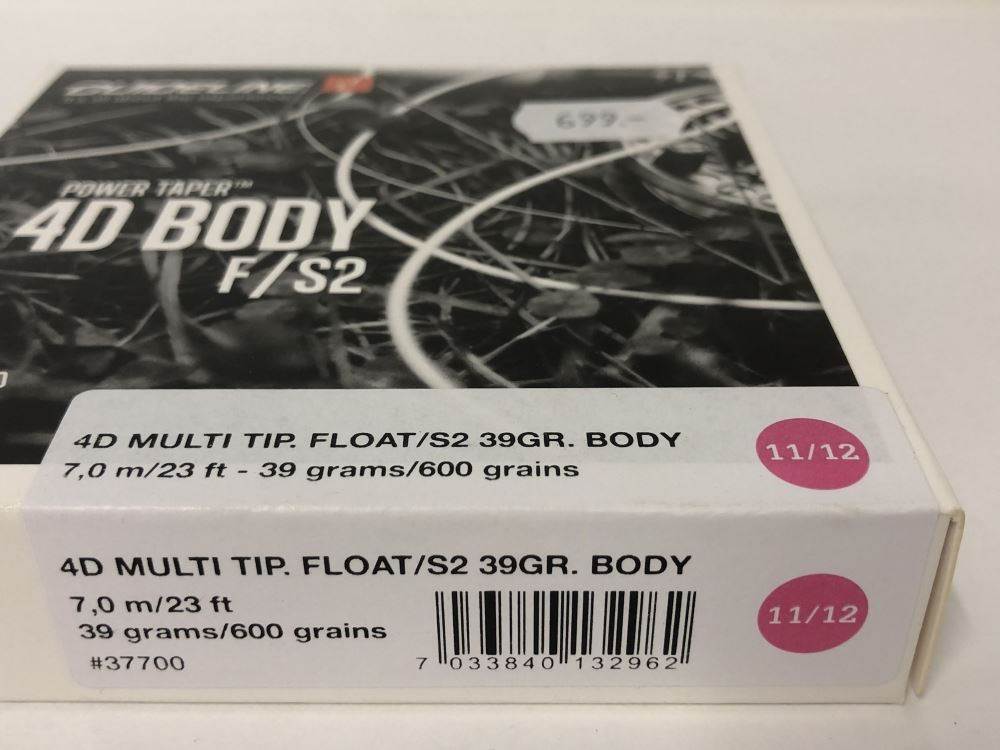 GUIDELINE
699.-
POWER TAPER™
4D BODY
F/S2
4D MULTI TIP. FLOAT/S2 39GR. BODY
7,0 m/23 ft - 39 grams/600 grains
11/12
4D MULTI TIP. FLOAT/S2 39GR. BODY
7,0 m/23 ft
39 grams/600 grains
#37700
7 033840 132962
11/12